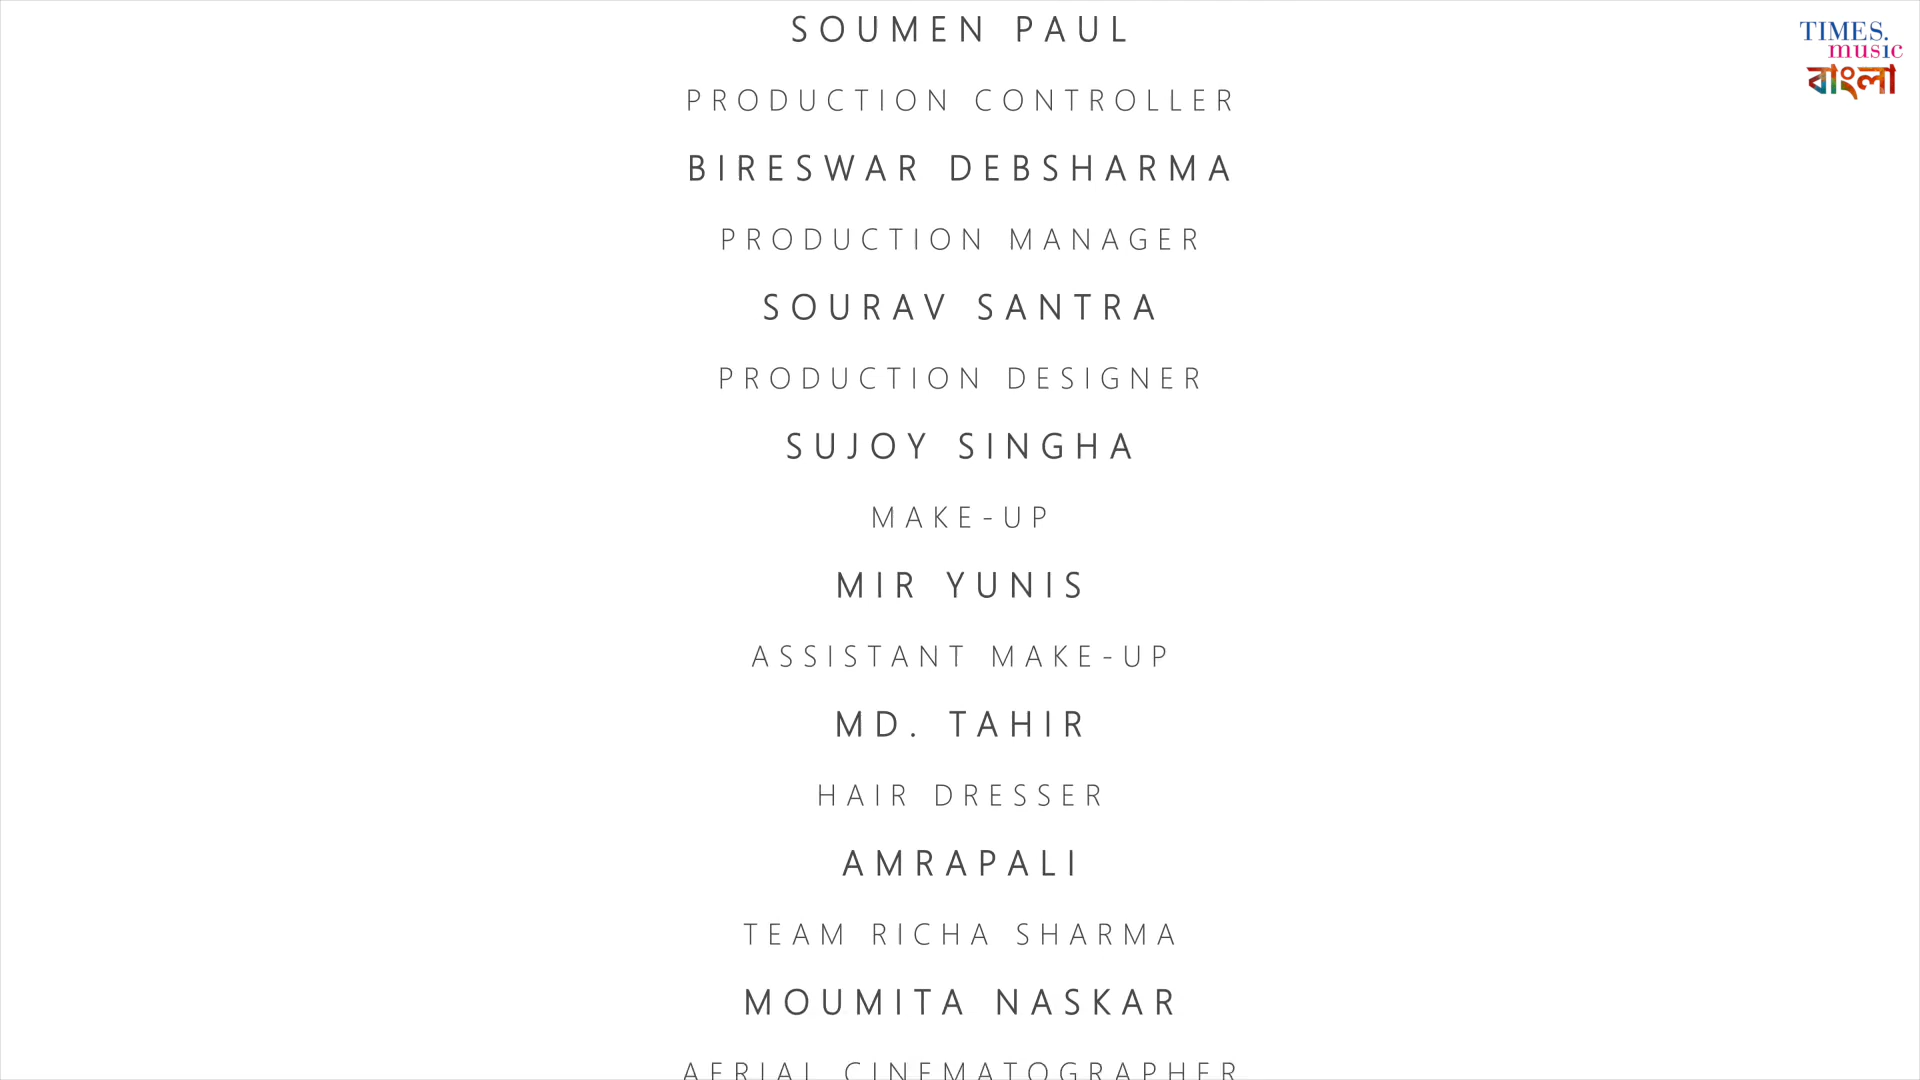 SOUMEN PAUL
TIMES.
music
বাংলা
PRODUCTION CONTROLLER
BIRESWAR DEBSHARMA
PRODUCTION MANAGER
SOURAV SANTRA
PRODUCTION DESIGNER
SUJOY SINGHA
MAKE-UP
MIR YUNIS
ASSISTANT MAKE-UP
MD. TAHIR
HAIR DRESSER
AMRAPALI
TEAM RICHA SHARMA
MOUMITA NASKAR
AERIAL CINEMATOGRAPHER